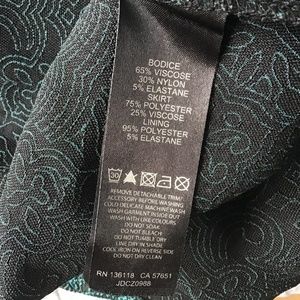 BODICE
65% VISCOSE
30% NYLON
5% ELASTANE
SKIRT
75% POLYESTER
25% VISCOSE
LINING
95% POLYESTER
5% ELASTANE
30
REMOVE DETACHABLE TRIM/
ACCESSORY BEFORE WASHING
COLD DELICATE MACHINE WASH
WASH GARMENT INSIDE OUT
WASH WITH LIKE COLOURS
DO NOT SOAK
DO NOT BLEACH
DO NOT TUMBLE DRY
LINE DRY IN SHADE
COOL IRON ON REVERSE SIDE
DO NOT DRYCLEAN
RN 136118 CA 57651
JDCZ0988